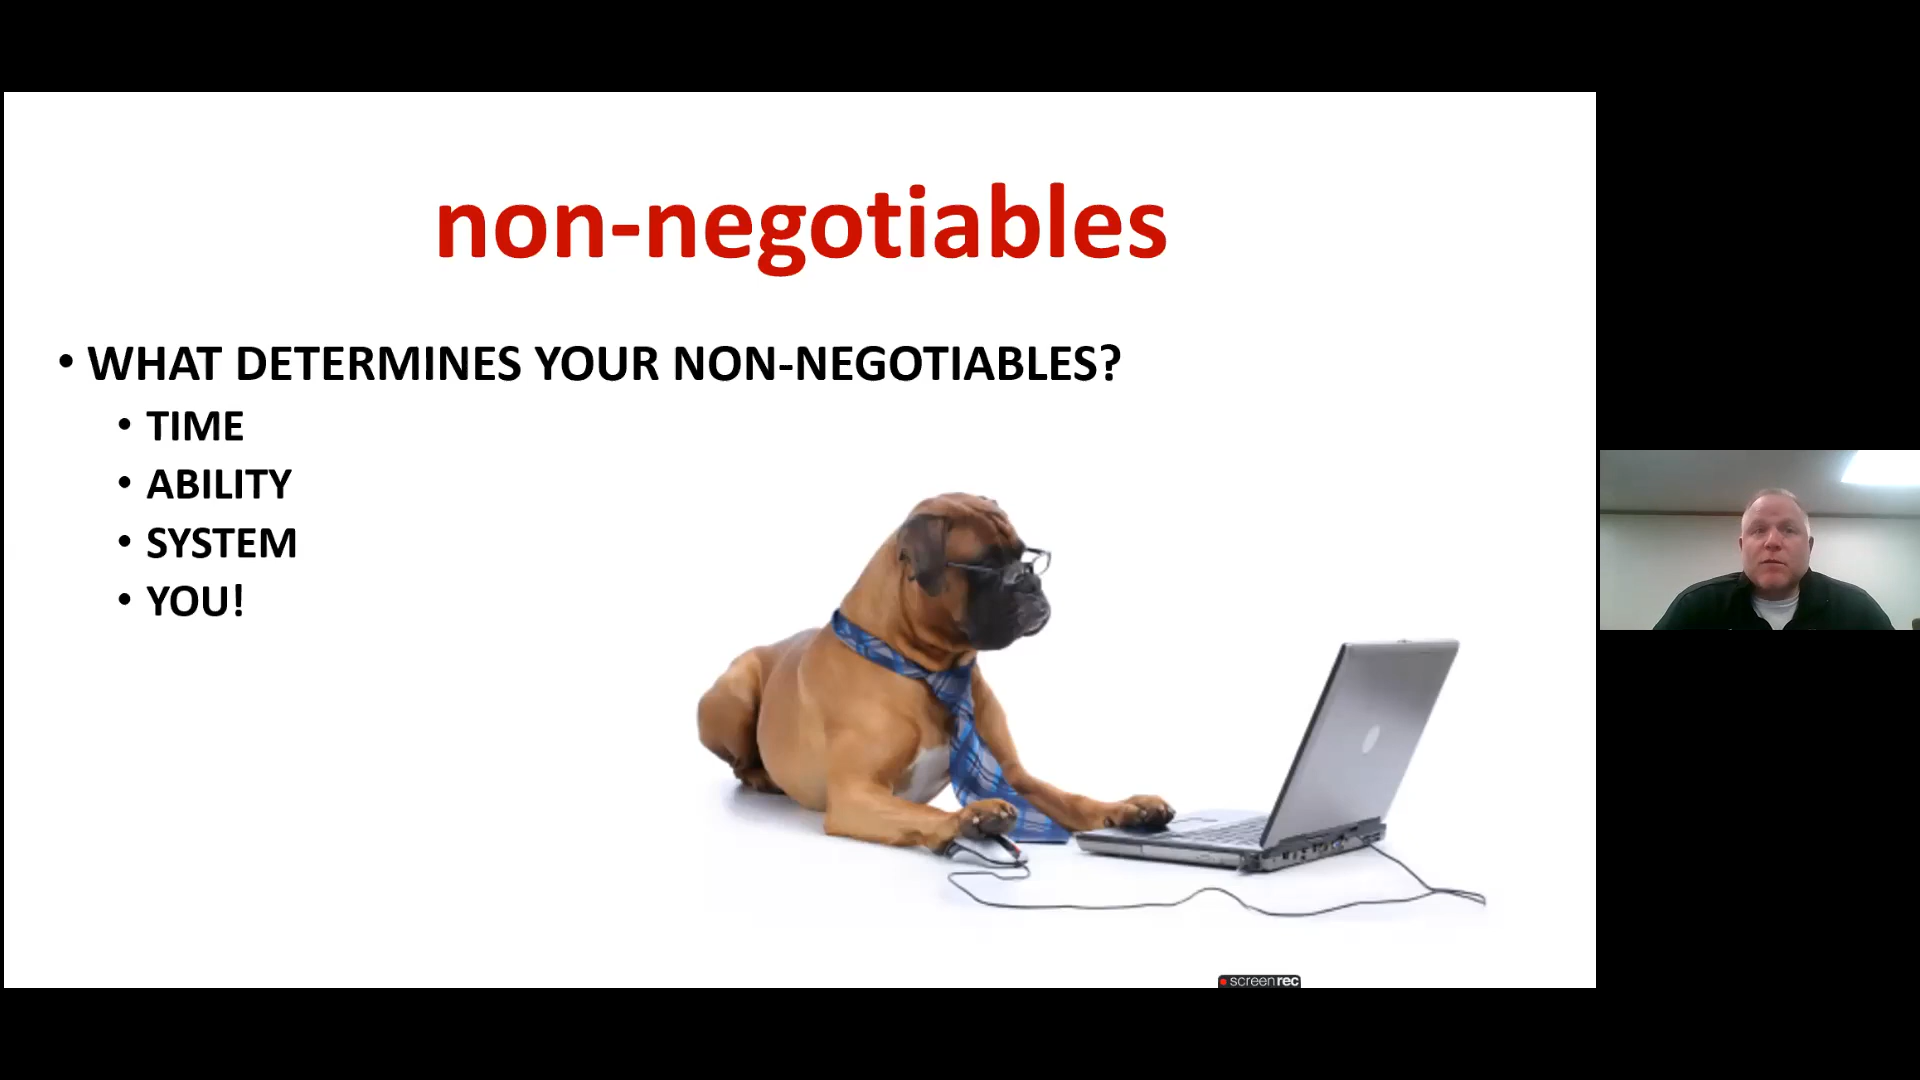 non-negotiables
• WHAT DETERMINES YOUR NON-NEGOTIABLES?
• TIME
• ABILITY
• SYSTEM
• YOU!
screenrec